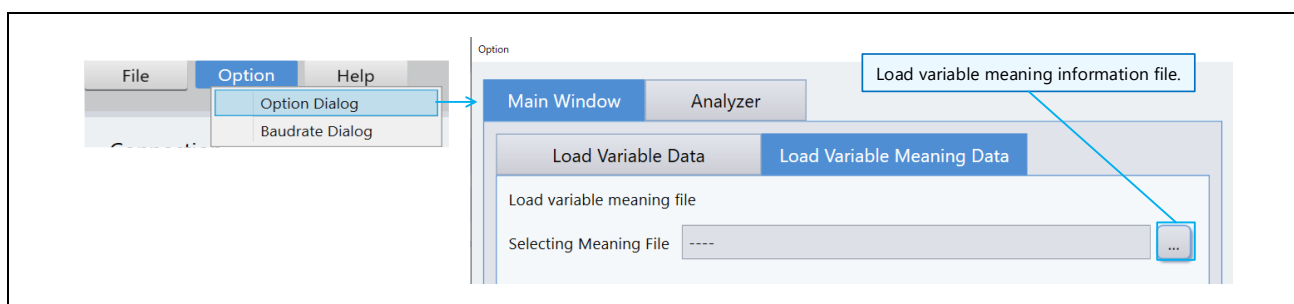 File Option Help
Option Dialog
Baudrate Dialog
Option
Load variable meaning information file.
Main Window Analyzer
Load Variable Data Load Variable Meaning Data
Load variable meaning file
Selecting Meaning File ---- ...